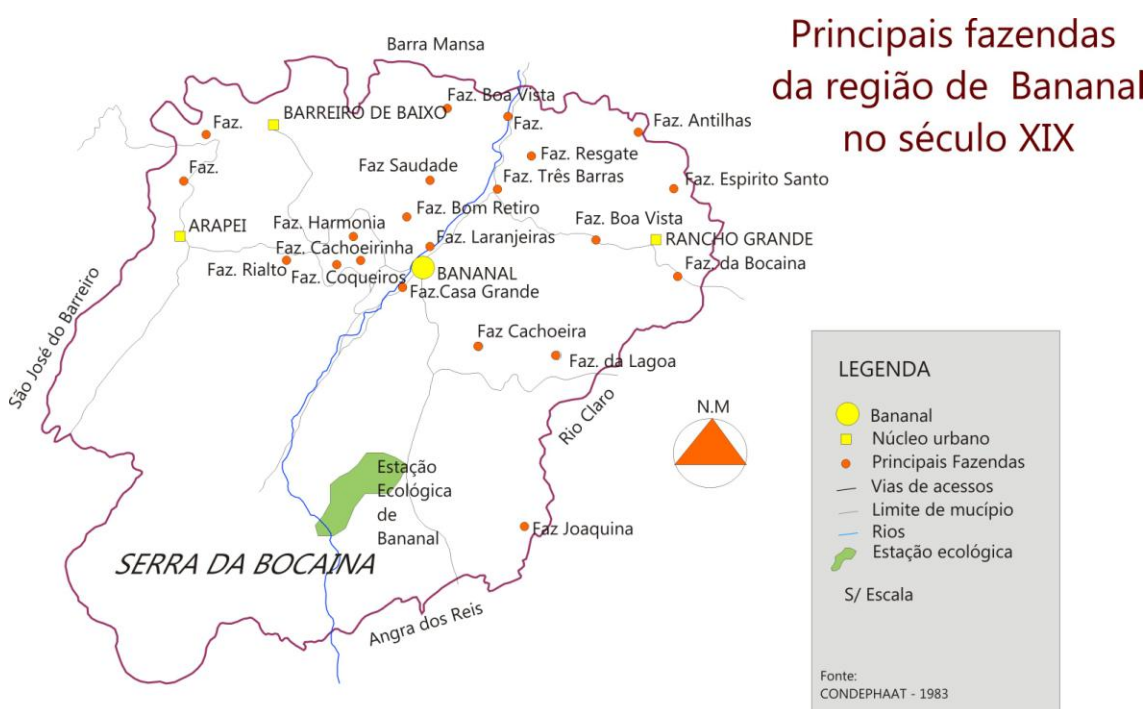 Principais fazendas
da região de Bananal
no século XIX
Barra Mansa
Faz. Boa Vista
BARREIRO DE BAIXO
Faz.
Faz.
Faz. Antilhas
Faz. Resgate
Faz Saudade
Faz. Três Barras
Faz.
Faz. Espirito Santo
Faz. Bom Retiro
Faz. Boa Vista
ARAPEI
Faz. Harmonia
Faz. Laranjeiras
RANCHO GRANDE
Faz. Cachoeirinha
Faz. Rialto
Faz. Coqueiros
BANANAL
Faz. da Bocaina
Faz.Casa Grande
São José do Barreiro
Faz Cachoeira
Faz. da Lagoa
Rio Claro
N.M
Estação
Ecológica
de
Bananal
Faz Joaquina
SERRA DA BOCAINA
Angra dos Reis
LEGENDA
Bananal
Núcleo urbano
Principais Fazendas
Vias de acessos
Limite de mucípio
Rios
Estação ecológica
S/ Escala
Fonte:
CONDEPHAAT - 1983